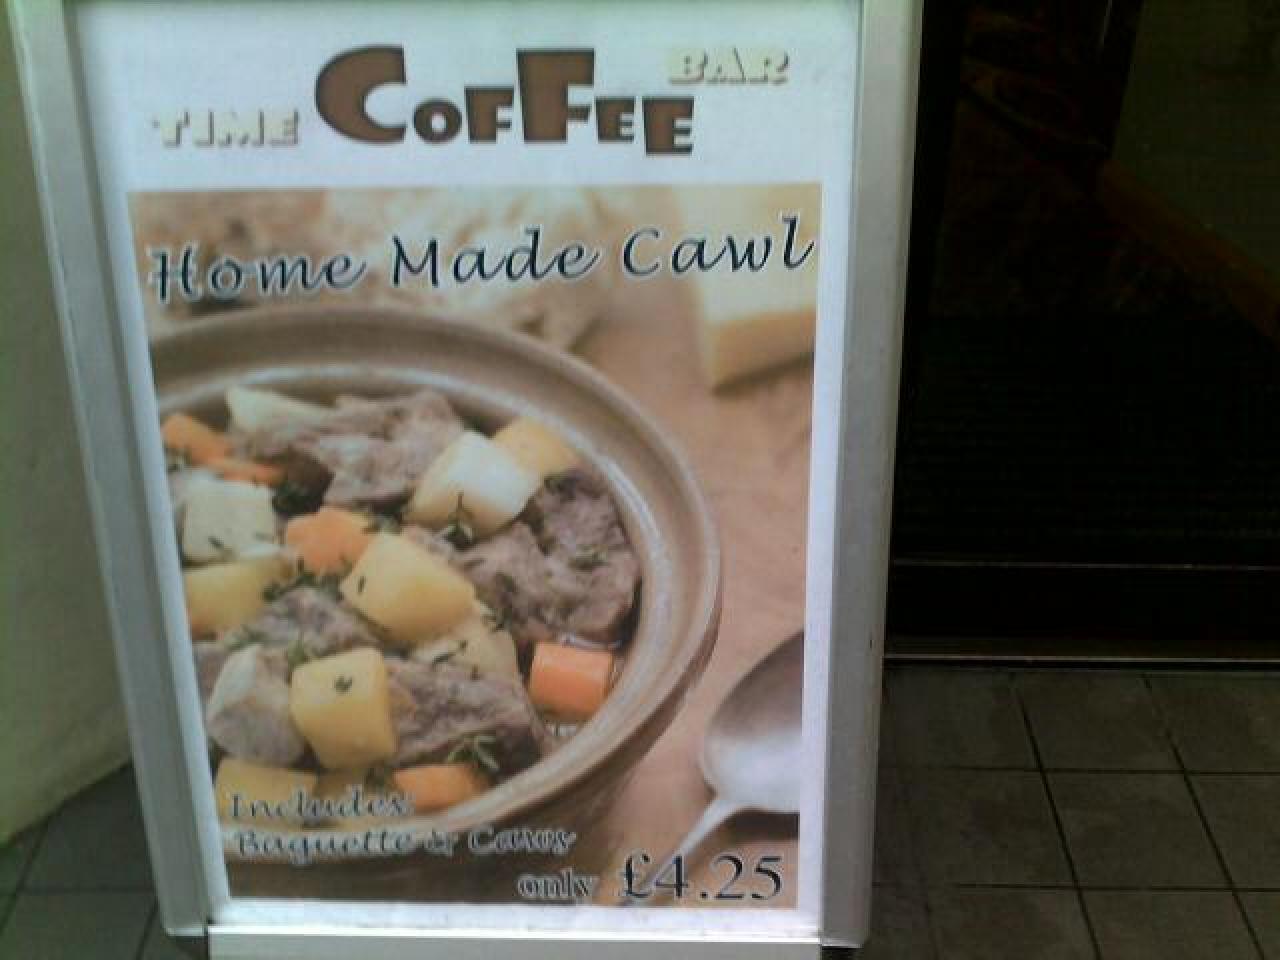 TIME COFFEE BAR
Home Made Cawl
Includes
Baguette & Caws
only £4.25